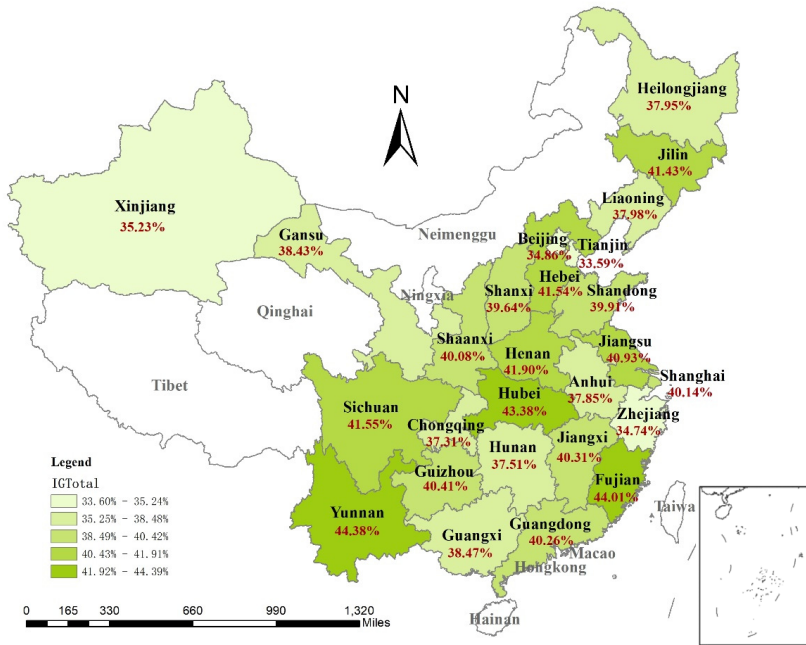 N
Heilongjiang
37.95%
Jilin
41.43%
Liaoning
37.98%
Xinjiang
35.23%
Gansu
38.43%
Neimenggu
Beijing
34.86%
Tianjin
33.59%
Hebei
41.54%
Shandong
39.91%
Shanxi
39.64%
Ningxia
Qinghai
Shaanxi
40.08%
Henan
41.90%
Jiangsu
40.93%
Anhui
37.85%
Shanghai
40.14%
Tibet
Sichuan
41.55%
Hubei
43.38%
Chongqing
37.31%
Zhejiang
34.74%
Hunan
37.51%
Jiangxi
40.31%
Guizhou
40.41%
Fujian
44.01%
Yunnan
44.38%
Guangxi
38.47%
Guangdong
40.26%
Taiwa
Macao
Hongkong
Hainan
Legend
IGTotal
33.60% - 35.24%
35.25% - 38.48%
38.49% - 40.42%
40.43% - 41.91%
41.92% - 44.39%
0 165 330 660 990 1,320
Miles